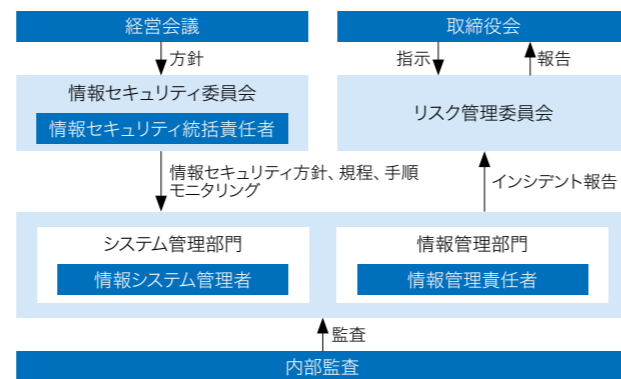 経営会議
取締役会
方針
指示
報告
情報セキュリティ委員会
情報セキュリティ統括責任者
リスク管理委員会
情報セキュリティ方針、規程、手順
モニタリング
インシデント報告
システム管理部門
情報システム管理者
情報管理部門
情報管理責任者
監査
内部監査